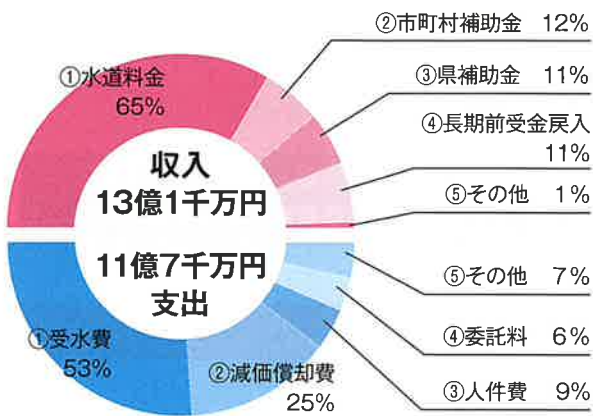 ②市町村補助金 12%
①水道料金
65%
③県補助金 11%
④長期前受金戻入
11%
収入
13億1千万円
⑤その他 1%
11億7千万円
支出
⑤その他 7%
①受水費
53%
④委託料 6%
②減価償却費
25%
③人件費 9%